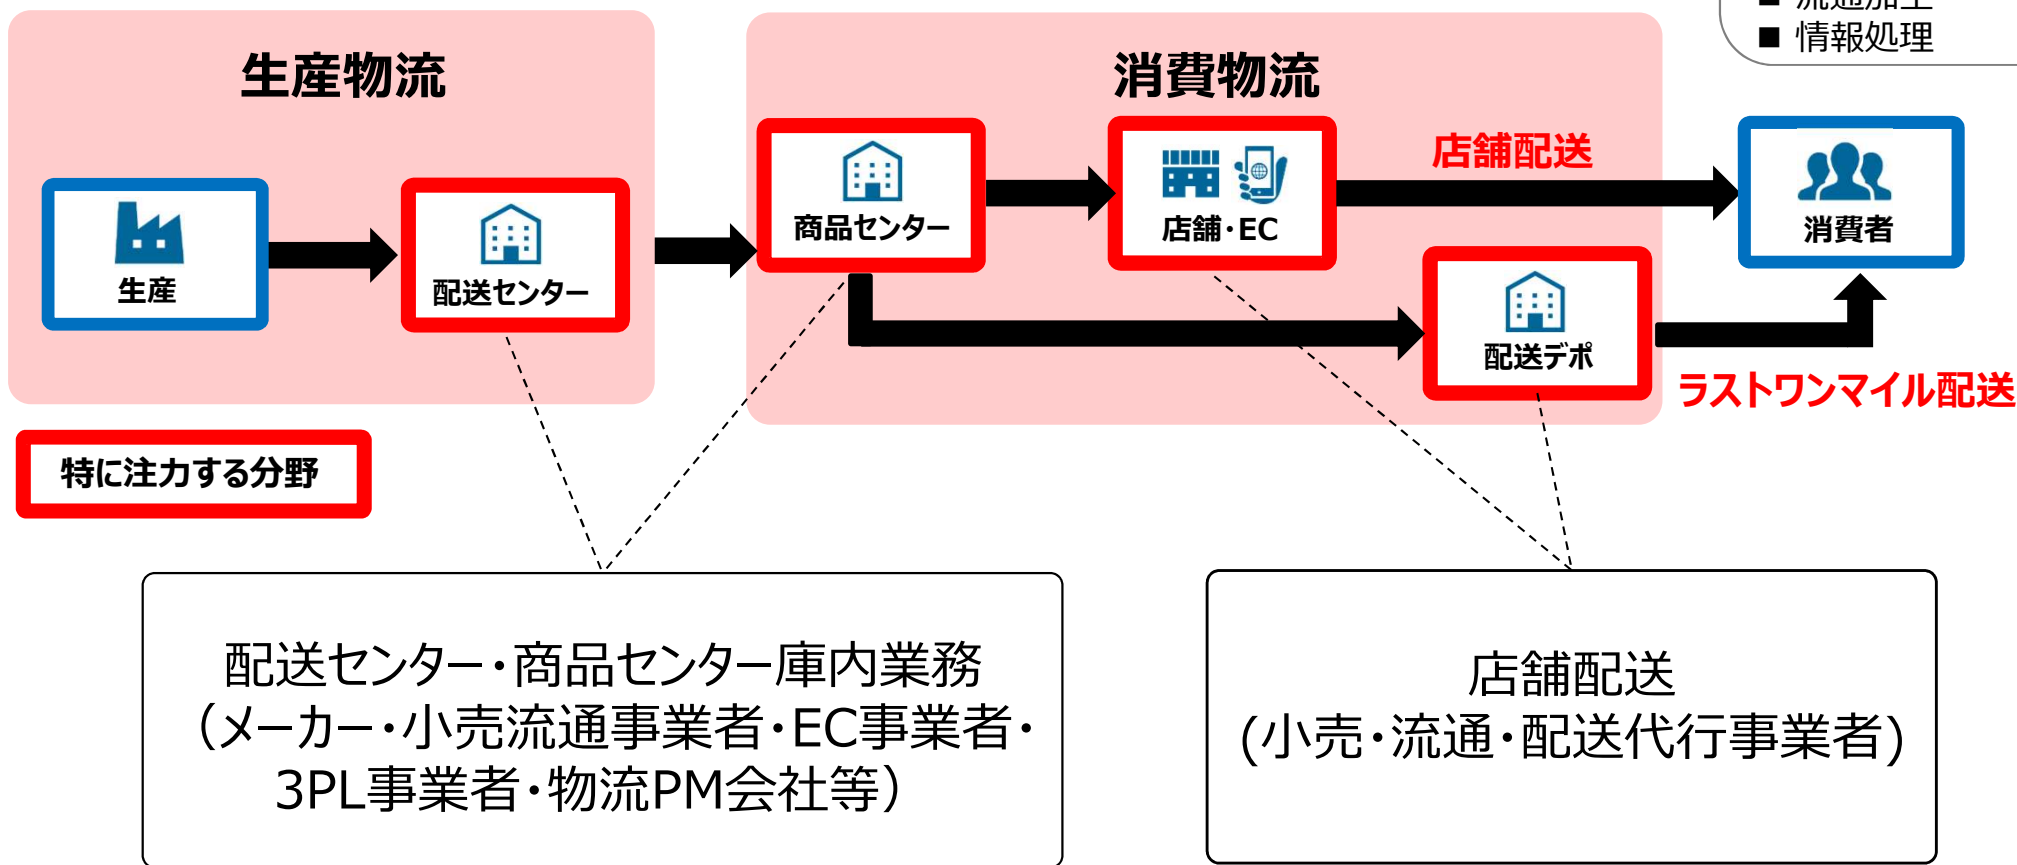 流通加工
■ 情報処理
生産物流
消費物流
生産
配送センター
商品センター
店舗・EC
店舗配送
消費者
配送デポ
ラストワンマイル配送
特に注力する分野
配送センター・商品センター庫内業務
（メーカー・小売流通事業者・EC事業者・
3PL事業者・物流PM会社等）
店舗配送
(小売・流通・配送代行事業者)